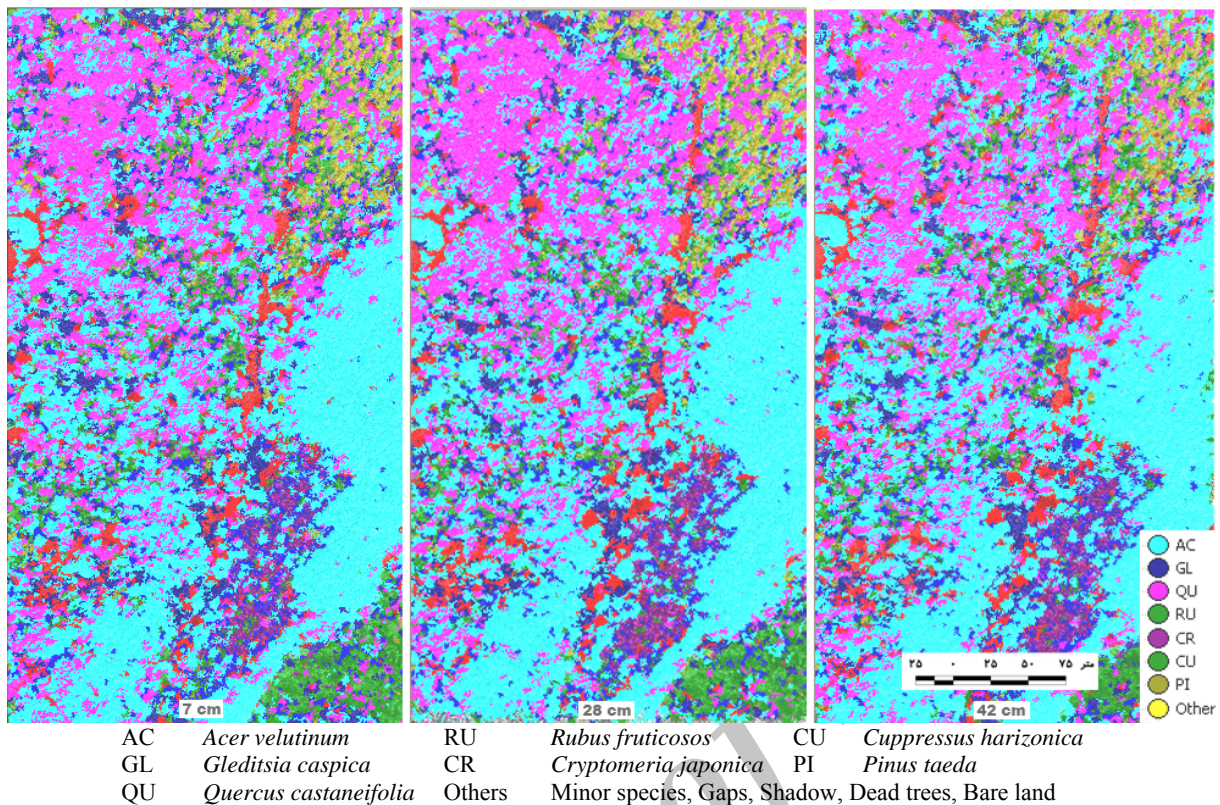 AC
GL
QU
RU
CR
CU
PI
Other
۲۵ ۰ ۲۵ ۵۰ ۷۵ متر
7 cm 28 cm 42 cm
AC Acer velutinum RU Rubus fruticosos CU Cuppressus harizonica
GL Gleditsia caspica CR Cryptomeria japonica PI Pinus taeda
QU Quercus castaneifolia Others Minor species, Gaps, Shadow, Dead trees, Bare land